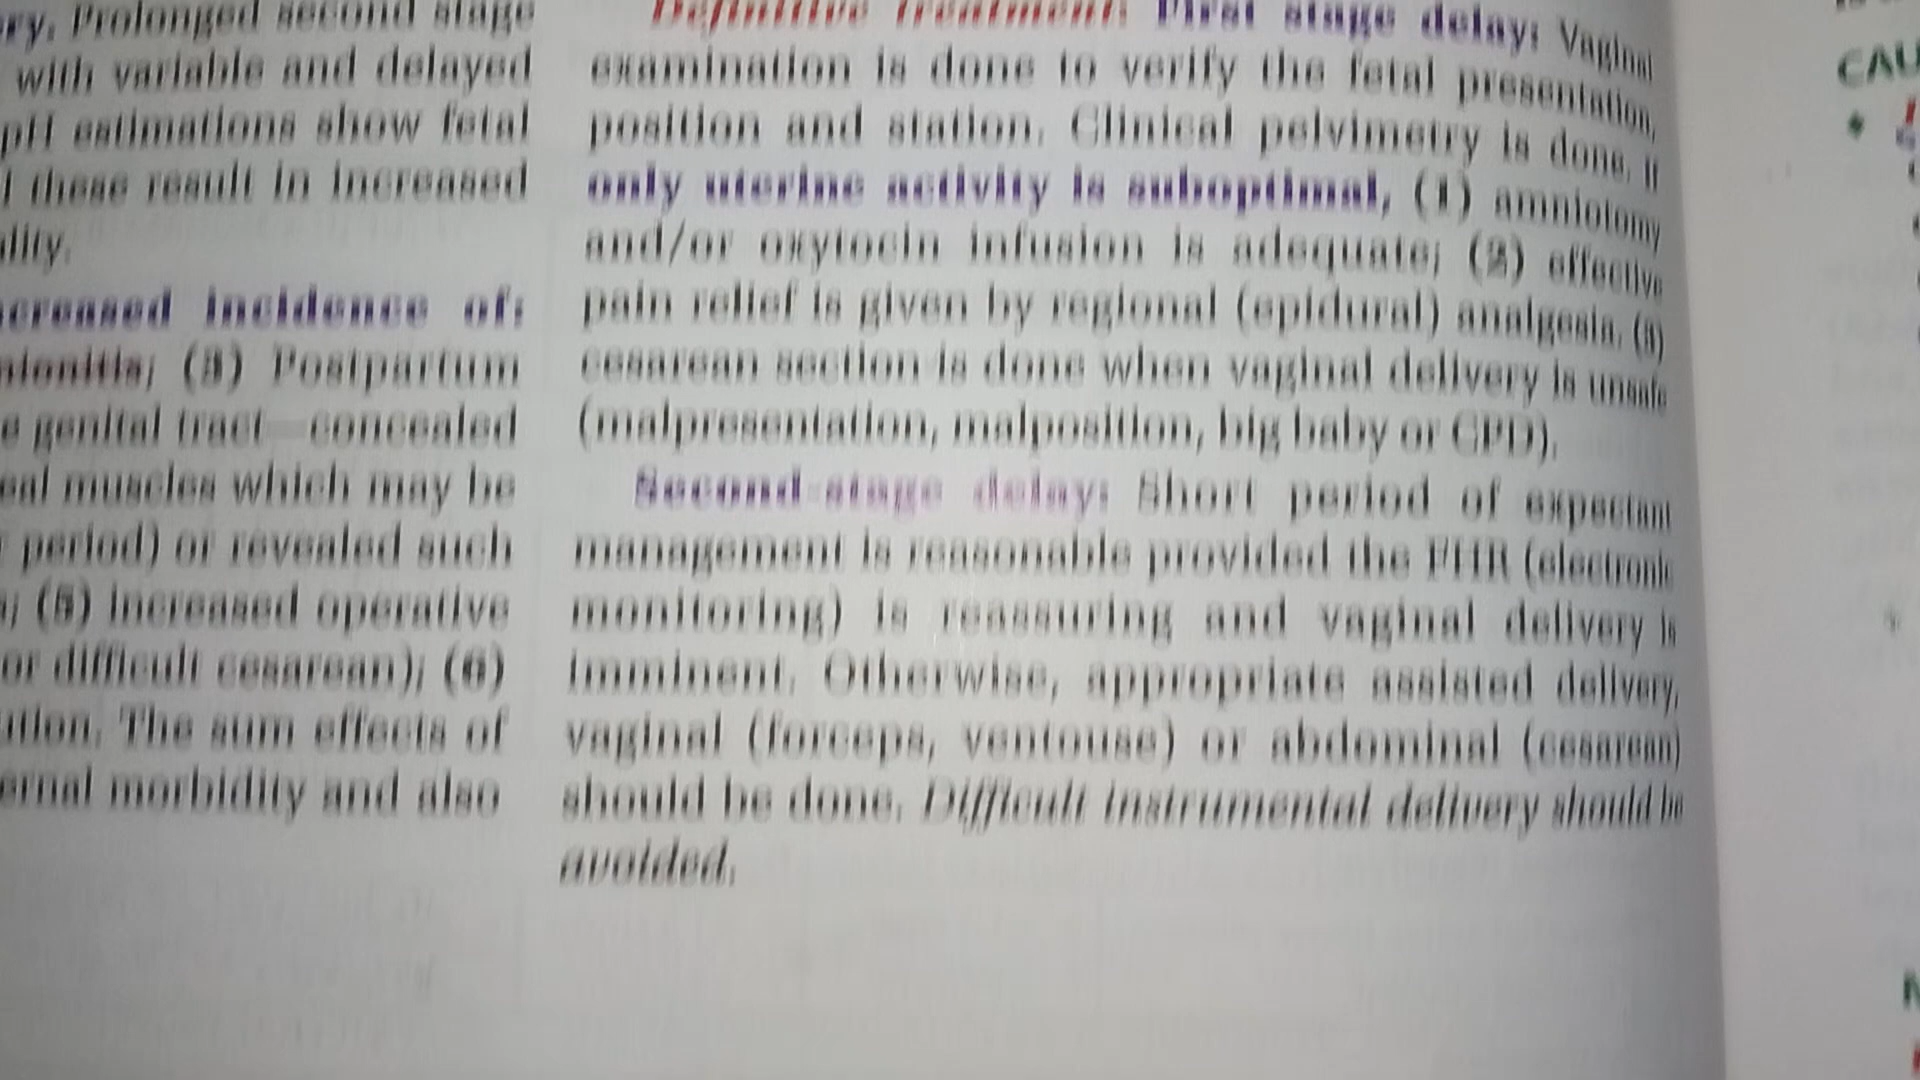 Prolonged second stage
with variable and delayed
pH estimations show fetal
these result in increased
incidence of:
(3) Postpartum
genital tract—concealed
muscles which may be
period) or revealed such
(5) increased operative
or difficult cesarean); (6)
The sum effects of
morbidity and also
Definitive treatment: First stage delay: Vaginal
examination is done to verify the fetal presentation,
position and station. Clinical pelvimetry is done. If
only uterine activity is suboptimal, (1) amniotomy
and/or oxytocin infusion is adequate; (2) effective
pain relief is given by regional (epidural) analgesia. (3)
cesarean section is done when vaginal delivery is unsafe
(malpresentation, malposition, big baby or CPD).
Second-stage delay: Short period of expectant
management is reasonable provided the FHR (electronic
monitoring) is reassuring and vaginal delivery is
imminent. Otherwise, appropriate assisted delivery,
vaginal (forceps, ventouse) or abdominal (cesarean)
should be done. Difficult instrumental delivery should be
avoided.
CAU